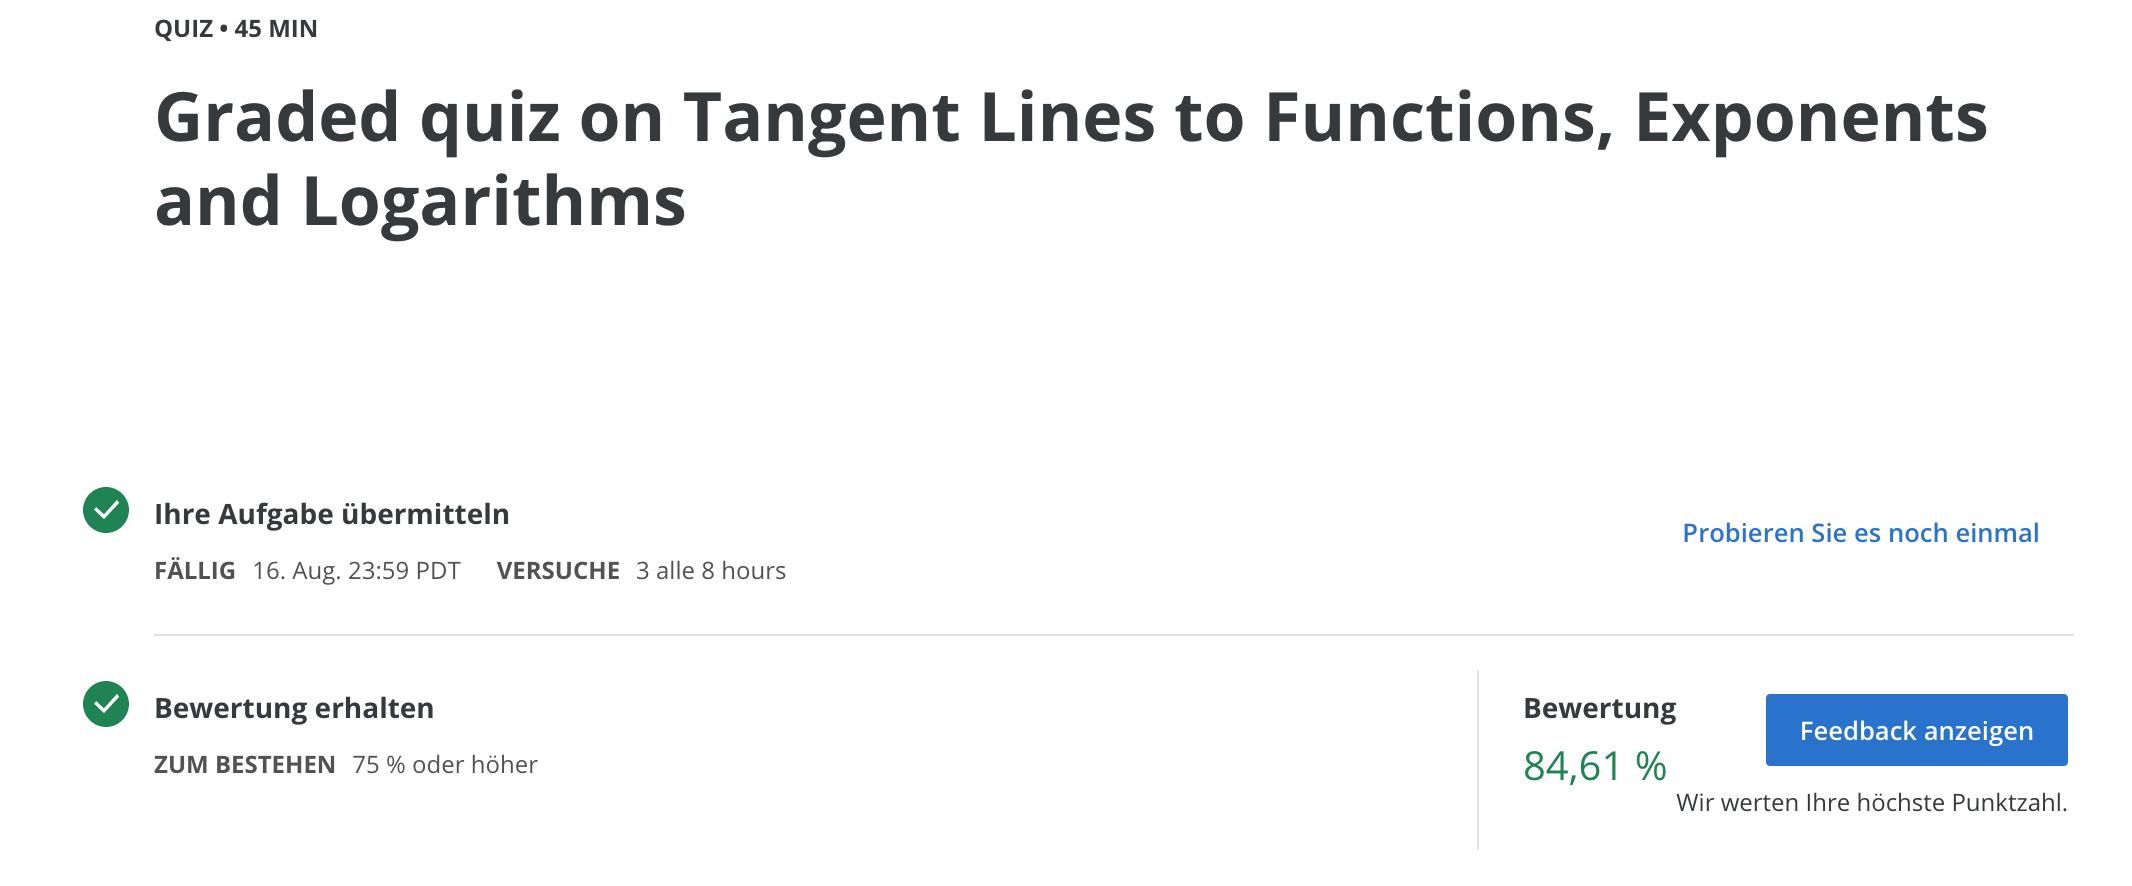 QUIZ • 45 MIN
Graded quiz on Tangent Lines to Functions, Exponents
and Logarithms
Ihre Aufgabe übermitteln
FÄLLIG 16. Aug. 23:59 PDT VERSUCHE 3 alle 8 hours
Probieren Sie es noch einmal
Bewertung erhalten
ZUM BESTEHEN 75 % oder höher
Bewertung
84,61 %
Feedback anzeigen
Wir werten Ihre höchste Punktzahl.